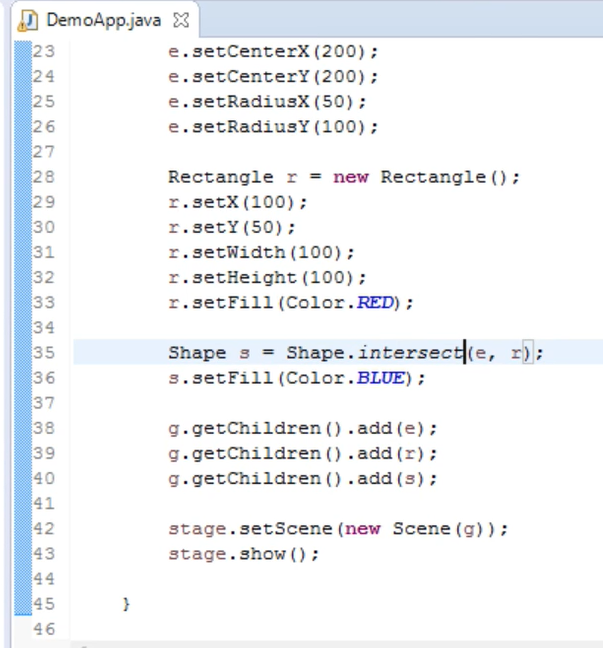 DemoApp.java
23 e.setCenterX(200);
24 e.setCenterY(200);
25 e.setRadiusX(50);
26 e.setRadiusY(100);
27
28 Rectangle r = new Rectangle();
29 r.setX(100);
30 r.setY(50);
31 r.setWidth(100);
32 r.setHeight(100);
33 r.setFill(Color.RED);
34
35 Shape s = Shape.intersect(e, r);
36 s.setFill(Color.BLUE);
37
38 g.getChildren().add(e);
39 g.getChildren().add(r);
40 g.getChildren().add(s);
41
42 stage.setScene(new Scene(g));
43 stage.show();
44
45 }
46